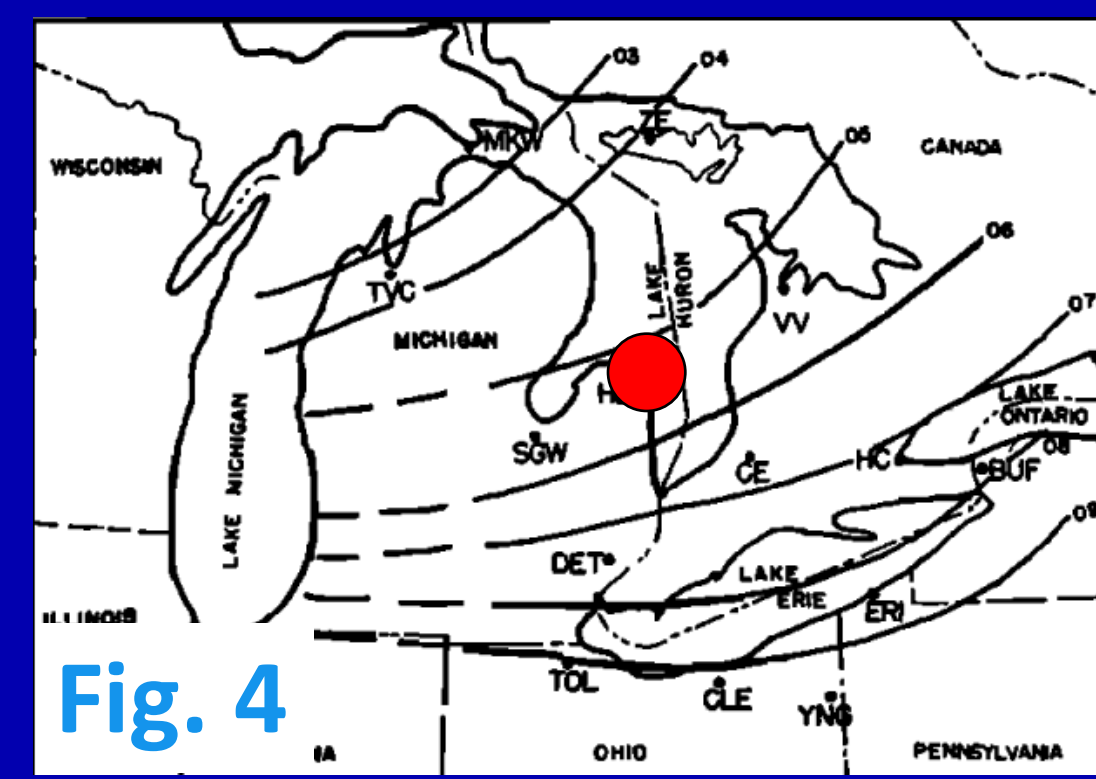 03
04
ZE
MKW
05
WISCONSIN
CANADA
06
LAKE HURON
TVC
07
VV
MICHIGAN
LAKE
ONTARIO
LAKE MICHIGAN
08
SGW
CE
HC
BUF
09
DET
LAKE
ERIE
ERI
ILLINOIS
TOL
CLE
YNG
Fig. 4
OHIO
PENNSYLVANIA